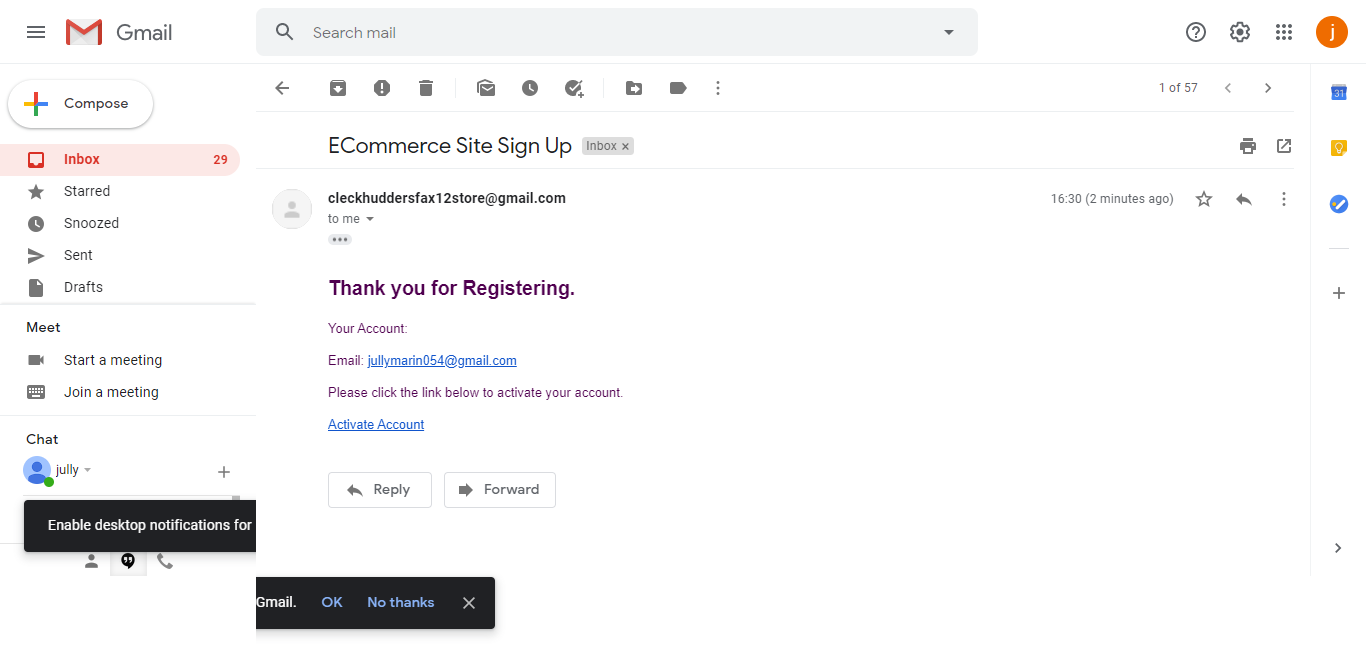 Gmail
Search mail
j
Compose
1 of 57
31
ECommerce Site Sign Up
Inbox ×
Inbox 29
Starred
Snoozed
Sent
Drafts
cleckhuddersfax12store@gmail.com
16:30 (2 minutes ago)
to me
Thank you for Registering.
Your Account:
Email: jullymarin054@gmail.com
Please click the link below to activate your account.
Activate Account
Reply
Forward
Meet
Start a meeting
Join a meeting
Chat
jully
Enable desktop notifications for
Gmail. OK No thanks